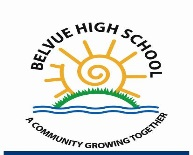 BELVUE HIGH SCHOOL
A COMMUNITY GROWING TOGETHER